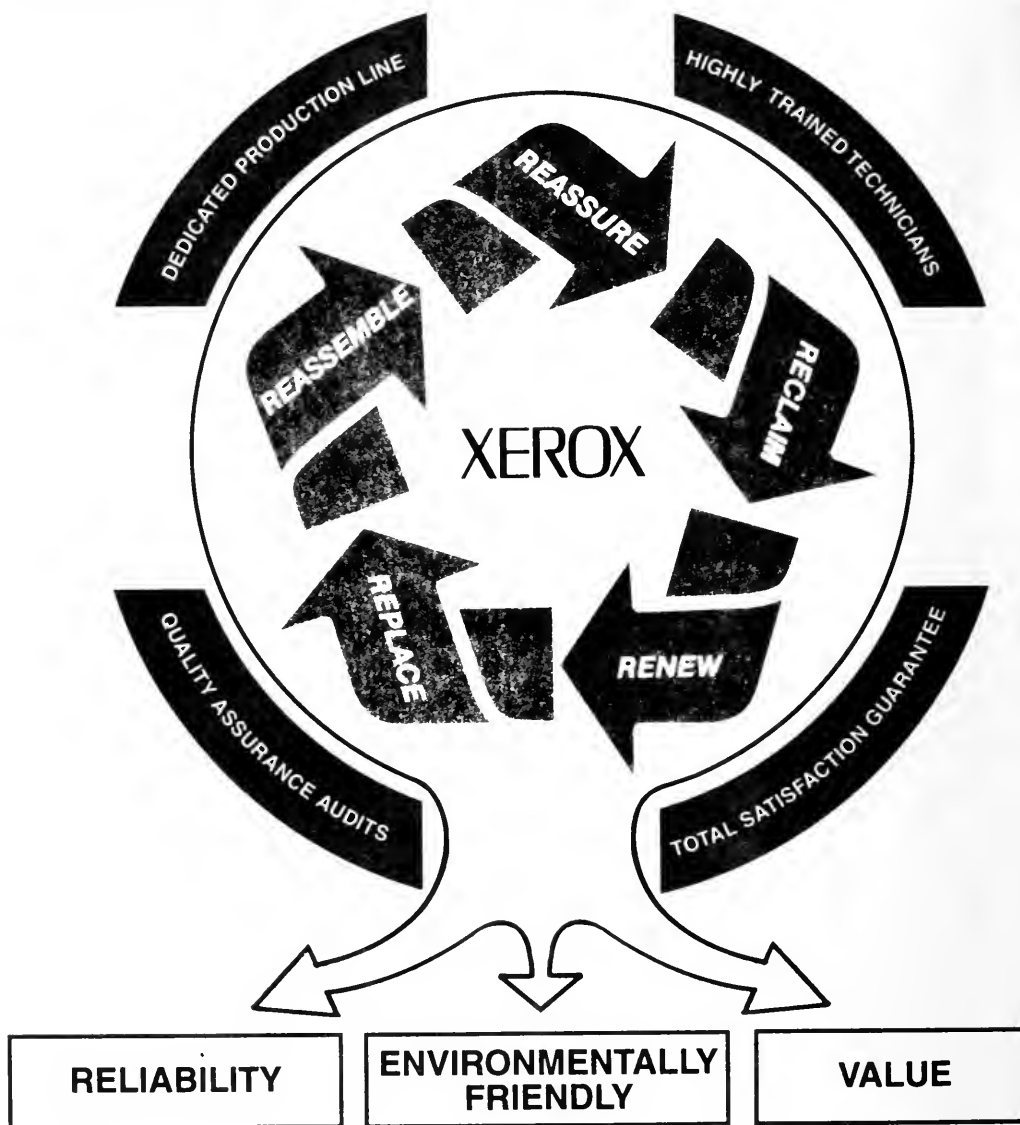 DEDICATED PRODUCTION LINE
HIGHLY TRAINED TECHNICIANS
REASSURE
REASSEMBLE
RECLAIM
XEROX
REPLACE
RENEW
QUALITY ASSURANCE AUDITS
TOTAL SATISFACTION GUARANTEE
RELIABILITY
ENVIRONMENTALLY
FRIENDLY
VALUE